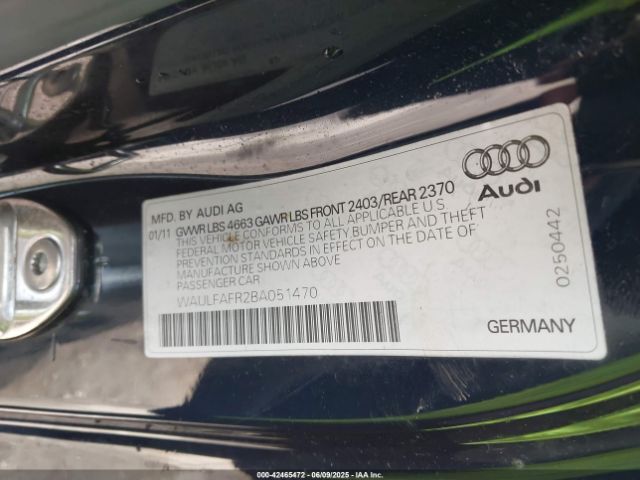 MFD. BY AUDI AG
01/11 GVWR LBS 4663 GAWR LBS FRONT 2403/REAR 2370
THIS VEHICLE CONFORMS TO ALL APPLICABLE U S
FEDERAL MOTOR VEHICLE SAFETY BUMPER AND THEFT
PREVENTION STANDARDS IN EFFECT ON THE DATE OF
MANUFACTURE SHOWN ABOVE
PASSENGER CAR
WAULFAFR2BA051470
Audi
0250442
GERMANY
000-42465472 - 06/09/2025 - IAA Inc.